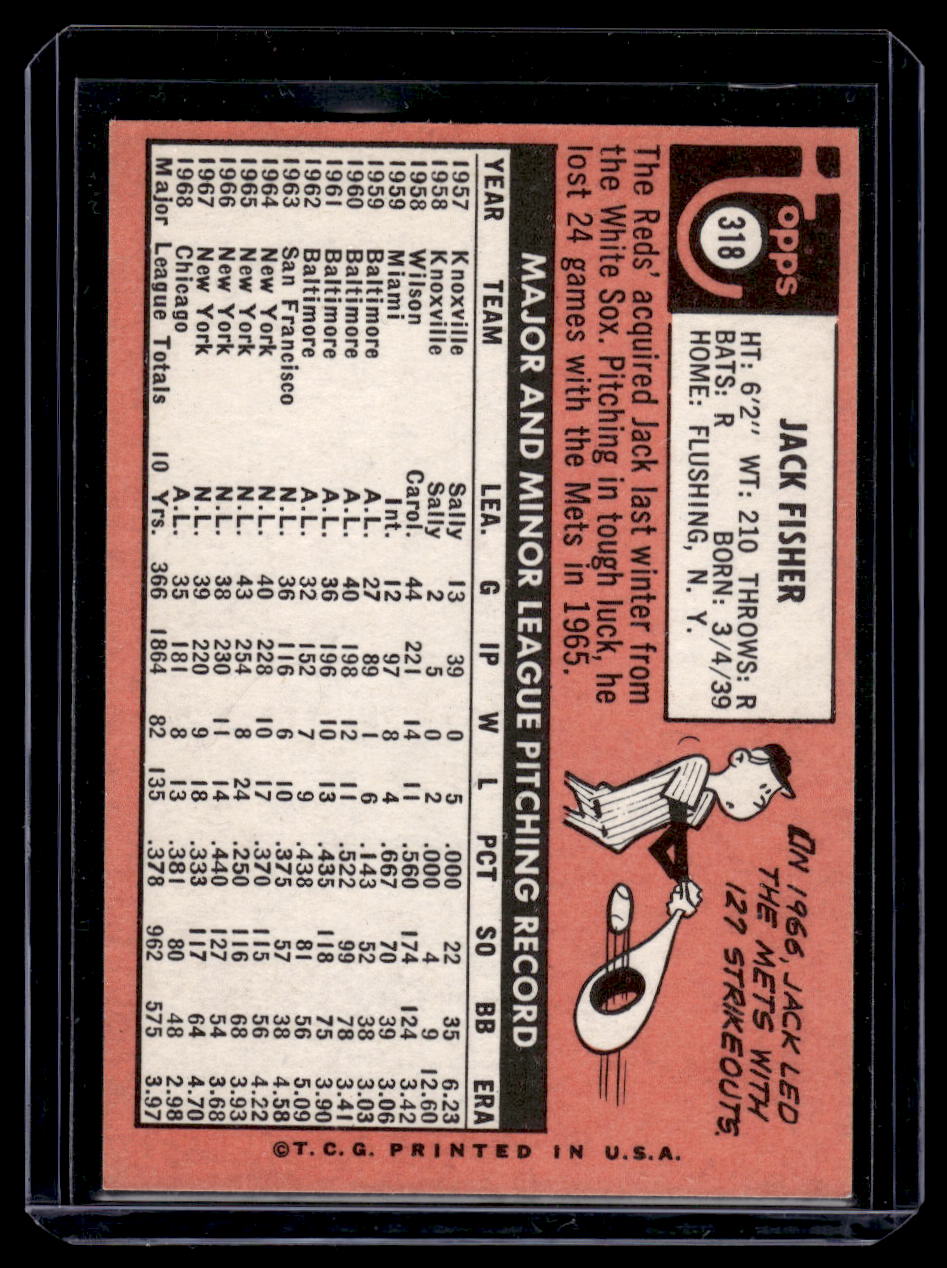 Topps
318
JACK FISHER
HT: 6'2" WT: 210 THROWS: R
BATS: R BORN: 3/4/39
HOME: FLUSHING, N. Y.
The Reds' acquired Jack last winter from
the White Sox. Pitching in tough luck, he
lost 24 games with the Mets in 1965.
IN 1966, JACK LED
THE METS WITH
127 STRIKEOUTS.
MAJOR AND MINOR LEAGUE PITCHING RECORD
YEAR TEAM LEA. G IP W L PCT SO BB ERA
1957 Knoxville Sally 13 39 0 5 .000 22 35 6.23
1958 Knoxville Sally 2 5 0 2 .000 4 9 12.60
1958 Wilson Carol. 44 221 14 11 .560 174 124 3.42
1959 Miami Int. 12 97 8 4 .667 70 39 3.06
1959 Baltimore A.L. 27 89 1 6 .143 52 38 3.03
1960 Baltimore A.L. 40 198 12 11 .522 99 78 3.41
1961 Baltimore A.L. 36 196 10 13 .435 118 75 3.90
1962 Baltimore A.L. 32 152 7 9 .438 81 56 5.09
1963 San Francisco N.L. 36 116 6 10 .375 57 38 4.58
1964 New York N.L. 40 228 10 17 .370 115 56 4.22
1965 New York N.L. 43 254 8 24 .250 116 68 3.93
1966 New York N.L. 38 230 11 14 .440 127 54 3.68
1967 New York N.L. 39 220 9 18 .333 117 64 4.70
1968 Chicago A.L. 35 181 8 13 .381 80 48 2.98
Major League Totals 10 Yrs. 366 1864 82 135 .378 962 575 3.97
©T.C.G. PRINTED IN U.S.A.